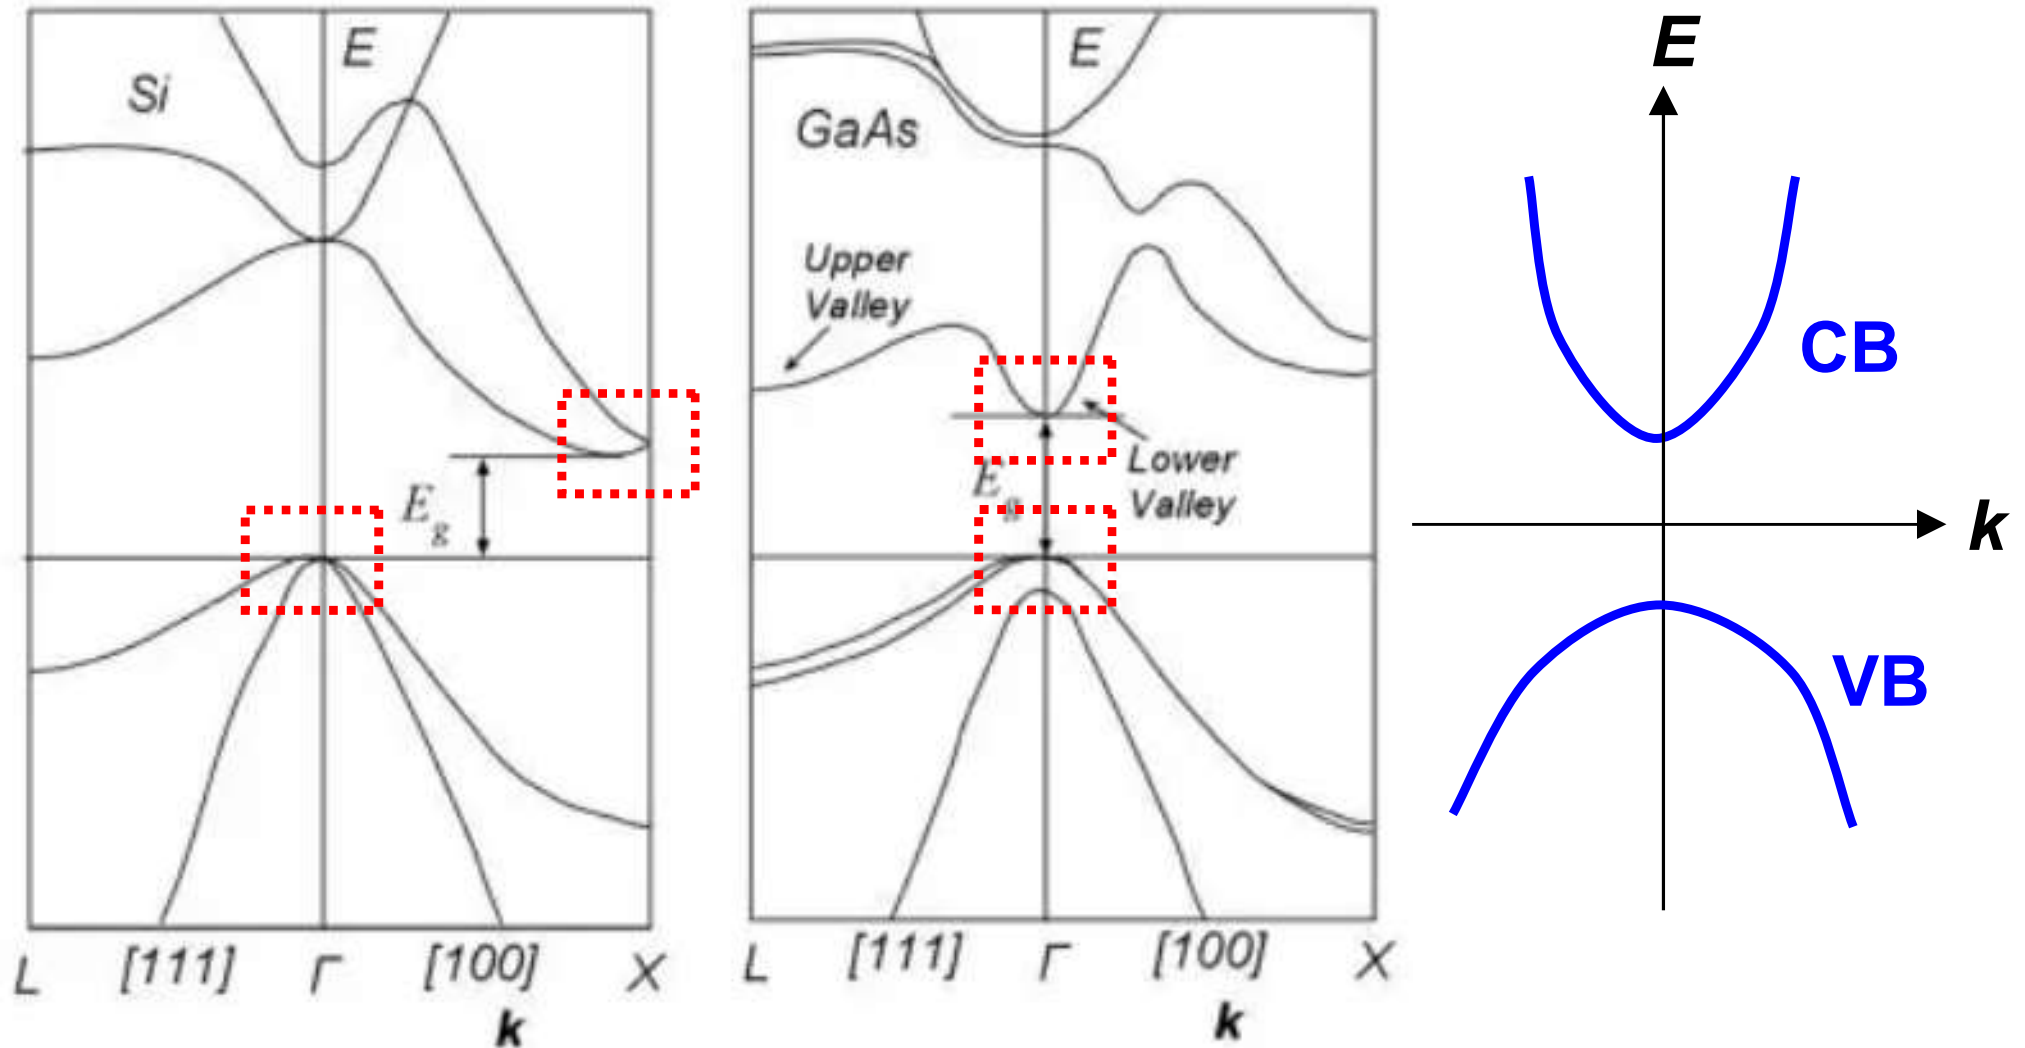 E
Si
E
g
L
[111]
Γ
[100]
X
k
E
GaAs
Upper
Valley
E
g
Lower
Valley
L
[111]
Γ
[100]
X
k
E
CB
k
VB